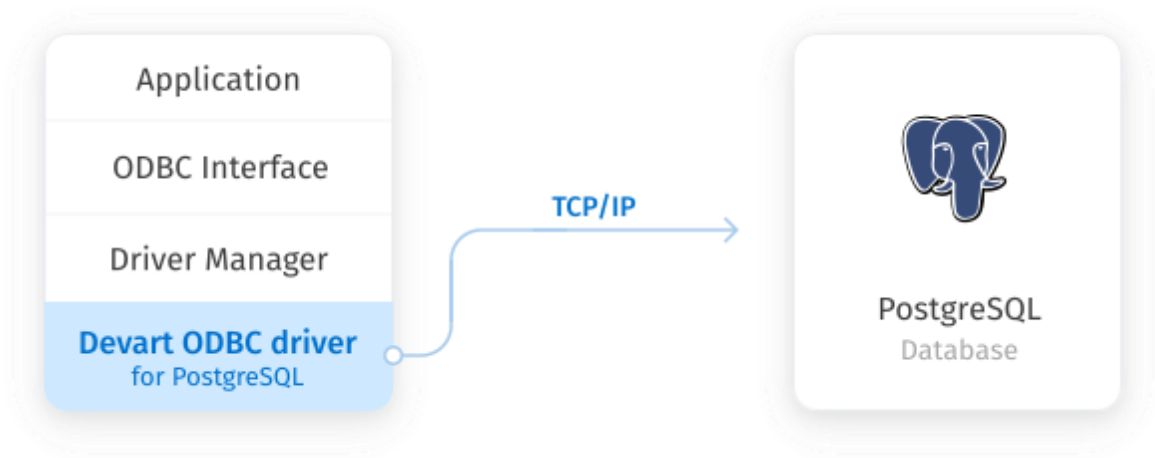 Application
ODBC Interface
Driver Manager
Devart ODBC driver
for PostgreSQL
TCP/IP
PostgreSQL
Database